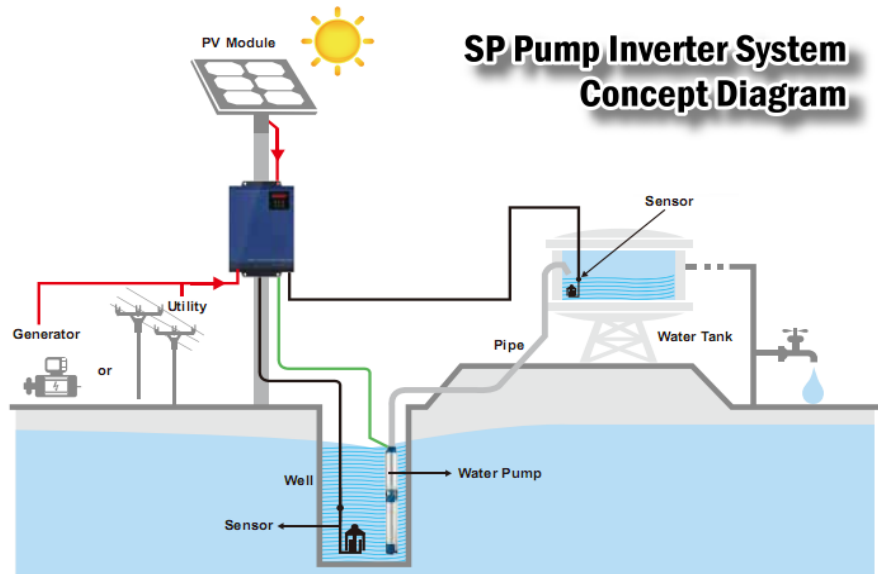 SP Pump Inverter System
Concept Diagram
PV Module
Sensor
Utility
Generator
or
Pipe
Water Tank
Well
Water Pump
Sensor